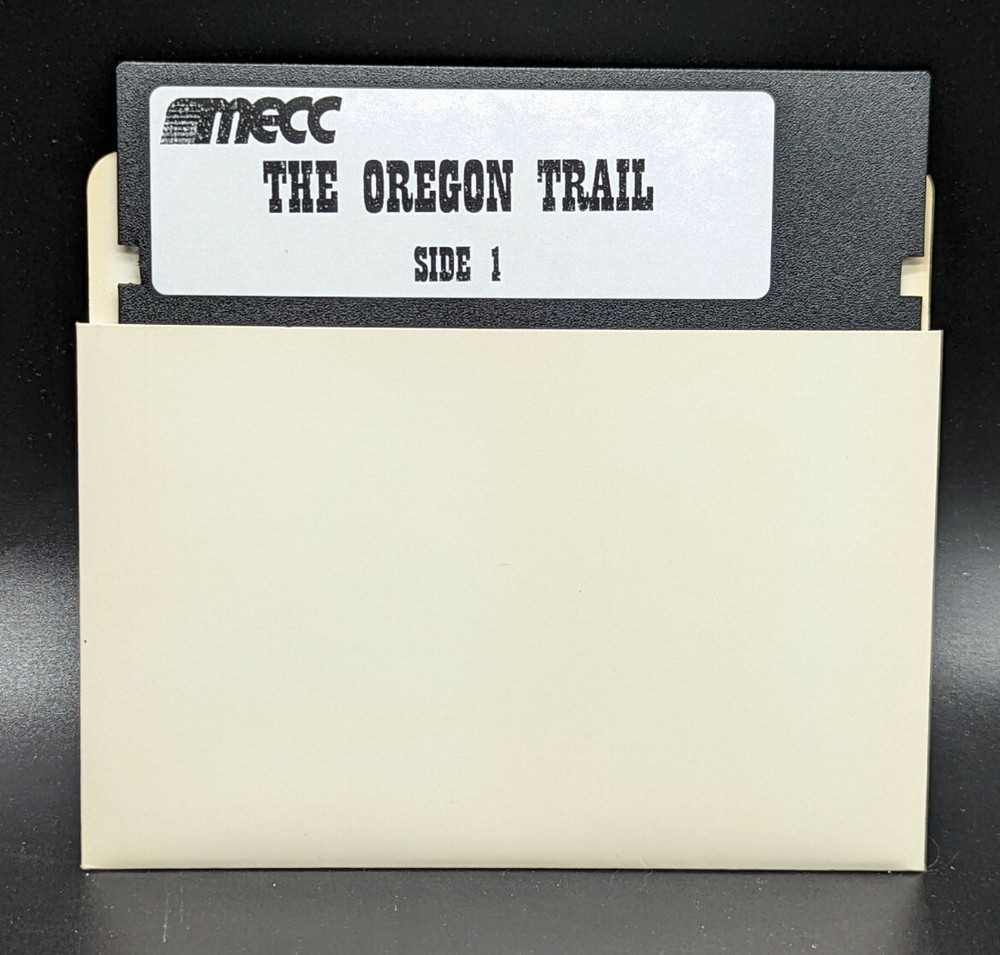 mecc
THE OREGON TRAIL
SIDE 1